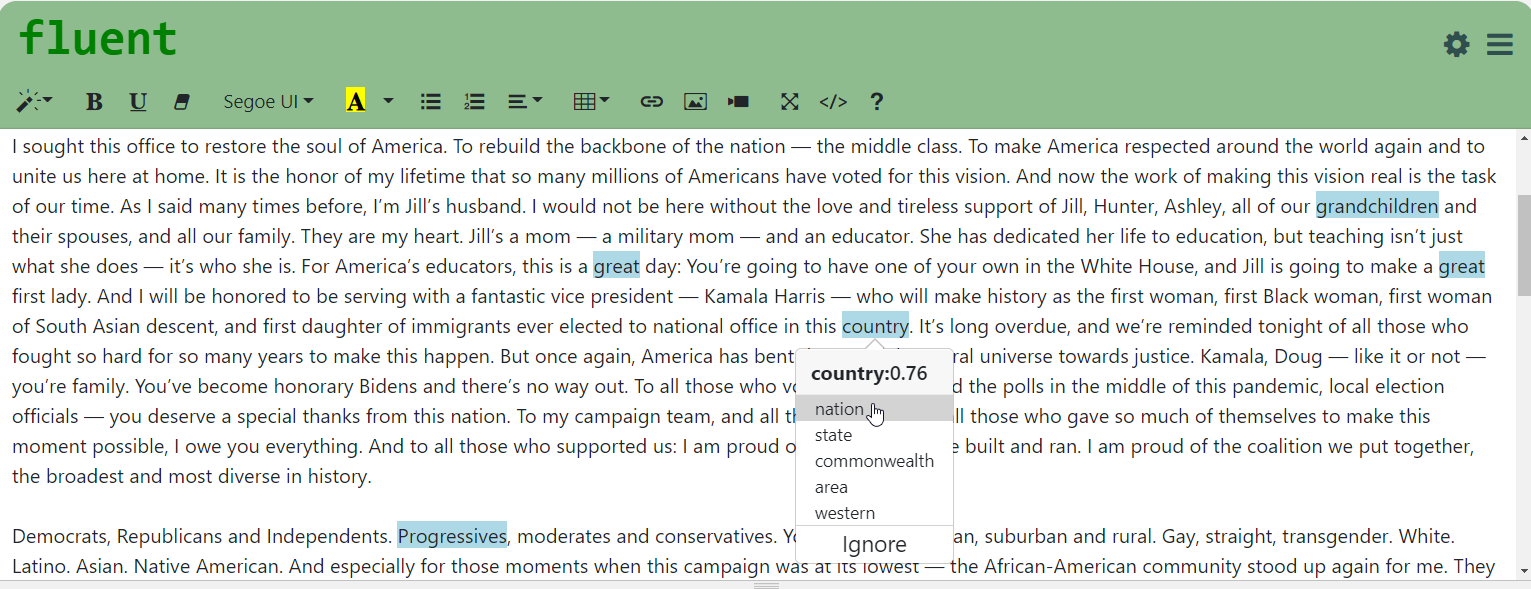 fluent
B U Segoe UI A </> ?
I sought this office to restore the soul of America. To rebuild the backbone of the nation — the middle class. To make America respected around the world again and to
unite us here at home. It is the honor of my lifetime that so many millions of Americans have voted for this vision. And now the work of making this vision real is the task
of our time. As I said many times before, I’m Jill’s husband. I would not be here without the love and tireless support of Jill, Hunter, Ashley, all of our grandchildren and
their spouses, and all our family. They are my heart. Jill’s a mom — a military mom — and an educator. She has dedicated her life to education, but teaching isn’t just
what she does — it’s who she is. For America’s educators, this is a great day: You’re going to have one of your own in the White House, and Jill is going to make a great
first lady. And I will be honored to be serving with a fantastic vice president — Kamala Harris — who will make history as the first woman, first Black woman, first woman
of South Asian descent, and first daughter of immigrants ever elected to national office in this country. It’s long overdue, and we’re reminded tonight of all those who
fought so hard for so many years to make this happen. But once again, America has bent universe towards justice. Kamala, Doug — like it or not —
you’re family. You’ve become honorary Bidens and there’s no way out. To all those who the polls in the middle of this pandemic, local election
officials — you deserve a special thanks from this nation. To my campaign team, and all those who gave so much of themselves to make this
moment possible, I owe you everything. And to all those who supported us: I am proud built and ran. I am proud of the coalition we put together,
the broadest and most diverse in history.
country:0.76
nation
state
commonwealth
area
western
Ignore
Democrats, Republicans and Independents. Progressives, moderates and conservatives. suburban and rural. Gay, straight, transgender. White.
Latino. Asian. Native American. And especially for those moments when this campaign was at its lowest — the African-American community stood up again for me. They